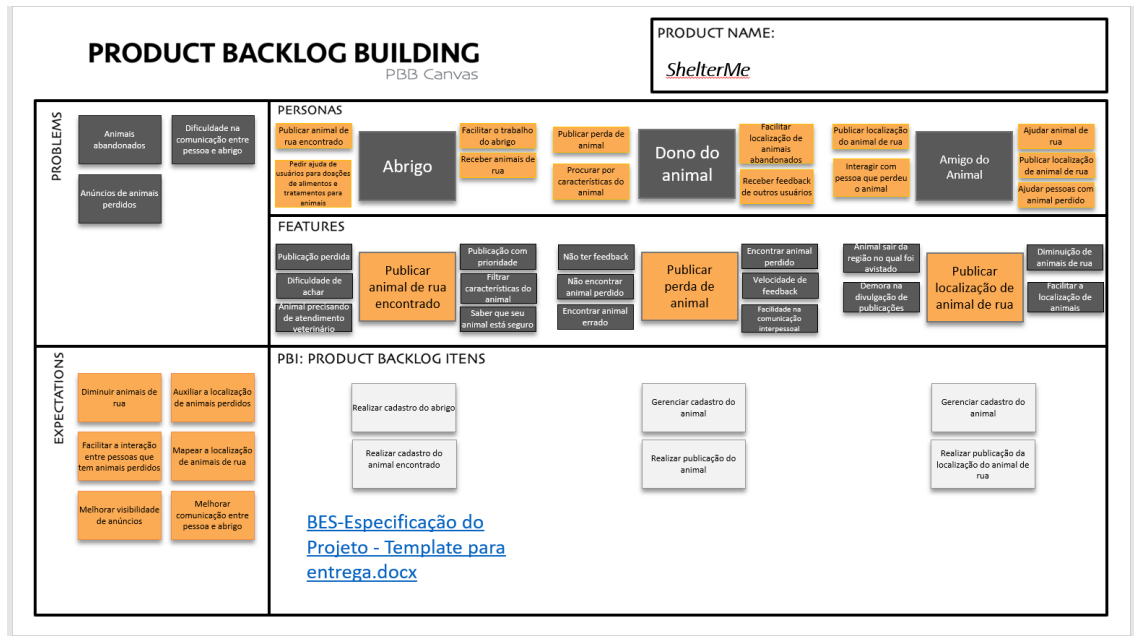 PRODUCT BACKLOG BUILDING
PBB Canvas
PRODUCT NAME:
ShelterMe
PROBLEMS
Animais
abandonados
Dificuldade na
comunicação entre
pessoa e abrigo
Anúncios de animais
perdidos
PERSONAS
Publicar animal de
rua encontrado
Pedir ajuda de
usuários para doações
de alimentos e
tratamentos para
animais
Abrigo
Facilitar o trabalho
do abrigo
Receber animais de
rua
Publicar perda de
animal
Procurar por
características do
animal
Dono do
animal
Facilitar
localização de
animais
abandonados
Receber feedback
de outros usuários
Publicar localização
do animal de rua
Interagir com
pessoa que perdeu
o animal
Amigo do
Animal
Ajudar animal de
rua
Publicar localização
de animal de rua
Ajudar pessoas com
animal perdido
FEATURES
Publicação perdida
Dificuldade de
achar
Animal precisando
de atendimento
veterinário
Publicar
animal de rua
encontrado
Publicação com
prioridade
Filtrar
características do
animal
Saber que seu
animal está seguro
Não ter feedback
Não encontrar
animal perdido
Encontrar animal
errado
Publicar
perda de
animal
Encontrar animal
perdido
Velocidade de
feedback
Facilidade na
comunicação
interpessoal
Animal sair da
região no qual foi
avistado
Demora na
divulgação de
publicações
Publicar
localização de
animal de rua
Diminuição de
animais de rua
Facilitar a
localização de
animais
EXPECTATIONS
Diminuir animais de
rua
Auxiliar a localização
de animais perdidos
Facilitar a interação
entre pessoas que
tem animais perdidos
Mapear a localização
de animais de rua
Melhorar visibilidade
de anúncios
Melhorar
comunicação entre
pessoa e abrigo
PBI: PRODUCT BACKLOG ITENS
Realizar cadastro do abrigo
Realizar cadastro do
animal encontrado
Gerenciar cadastro do
animal
Realizar publicação do
animal
Gerenciar cadastro do
animal
Realizar publicação da
localização do animal de
rua
BES-Especificação do
Projeto - Template para
entrega.docx